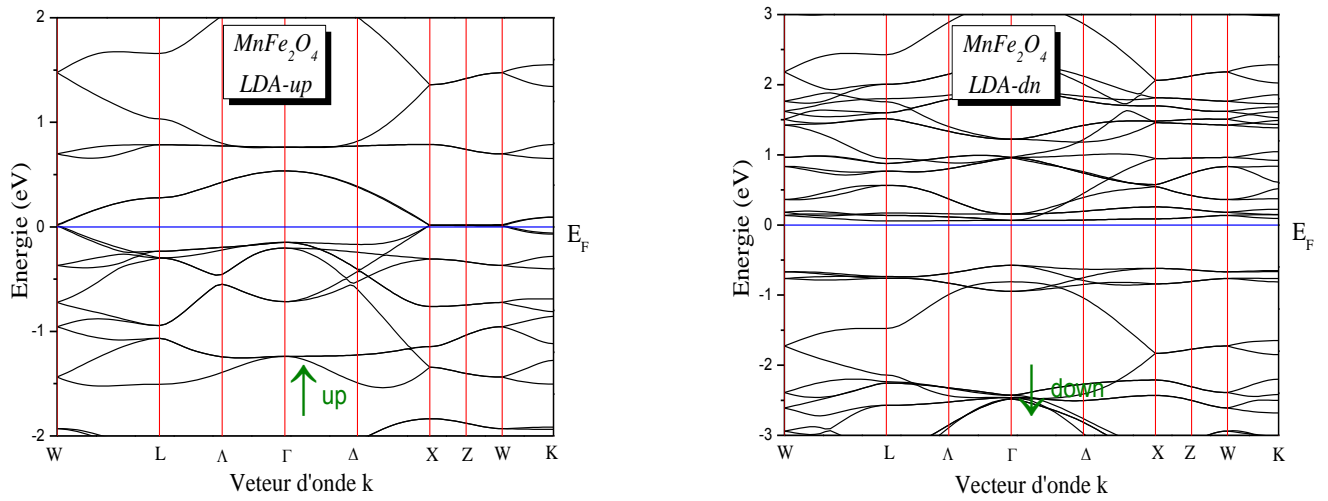 2
1
0
-1
-2
Energie (eV)
MnFe₂O₄
LDA-up
E_F
up
W L Λ Γ Δ X Z W K
Veteur d'onde k
3
2
1
0
-1
-2
-3
Energie (eV)
MnFe₂O₄
LDA-dn
E_F
down
W L Λ Γ Δ X Z W K
Vecteur d'onde k